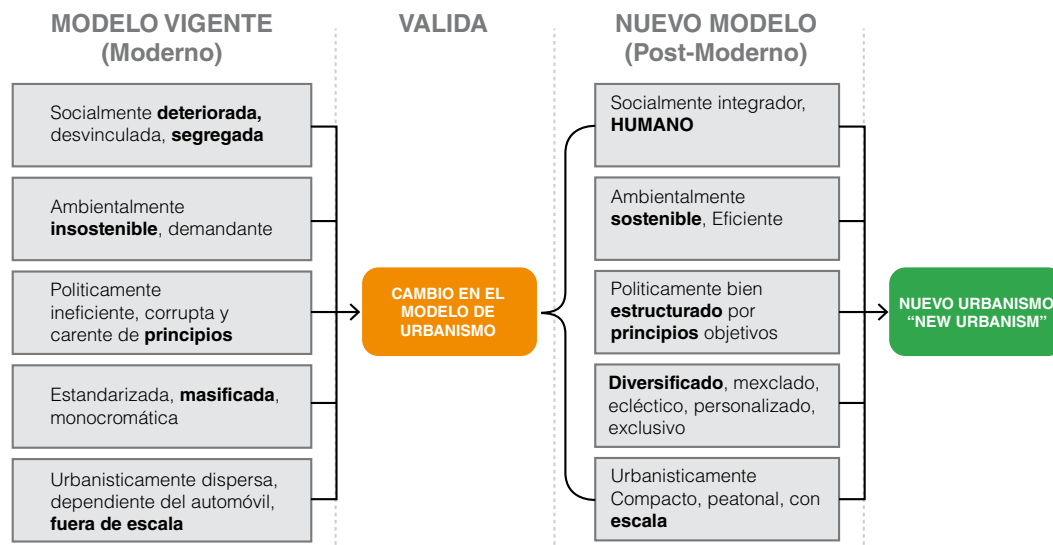 MODELO VIGENTE
(Moderno)
Socialmente deteriorada,
desvinculada, segregada
Ambientalmente
insostenible, demandante
Politicamente
ineficiente, corrupta y
carente de principios
Estandarizada, masificada,
monocromática
Urbanisticamente dispersa,
dependiente del automóvil,
fuera de escala
VALIDA
CAMBIO EN EL
MODELO DE
URBANISMO
NUEVO MODELO
(Post-Moderno)
Socialmente integrador,
HUMANO
Ambientalmente
sostenible, Eficiente
Politicamente bien
estructurado por
principios objetivos
Diversificado, mexclado,
ecléctico, personalizado,
exclusivo
Urbanisticamente
Compacto, peatonal, con
escala
NUEVO URBANISMO
“NEW URBANISM”